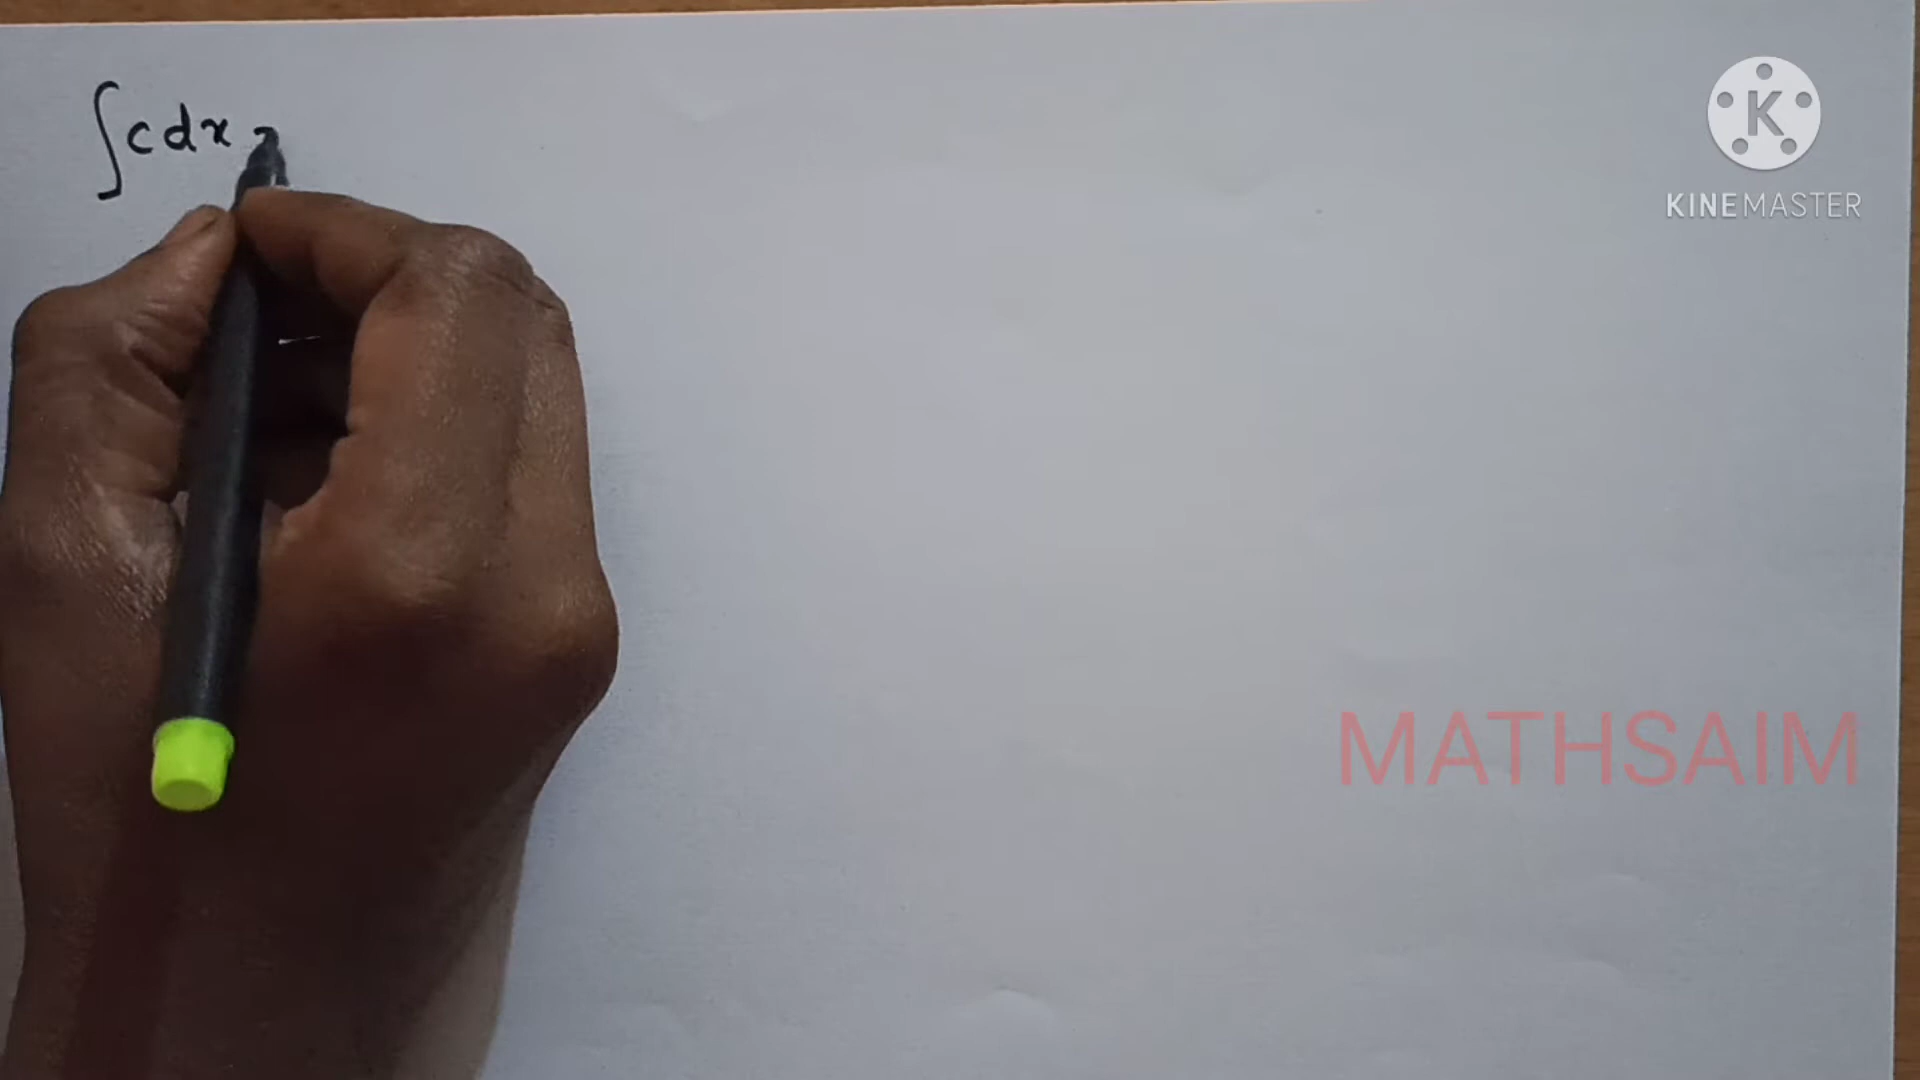 ∫c dx =
K
KINEMASTER
MATHSAIM